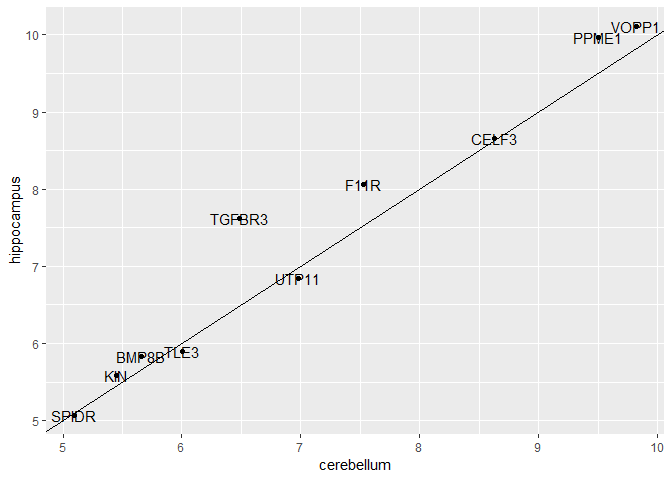 VOPP1
PPME1
CELF3
F11R
TGFBR3
UTP11
TLE3
BMP8B
KIN
SPIDR
10
9
8
7
6
5
hippocampus
5 6 7 8 9 10
cerebellum